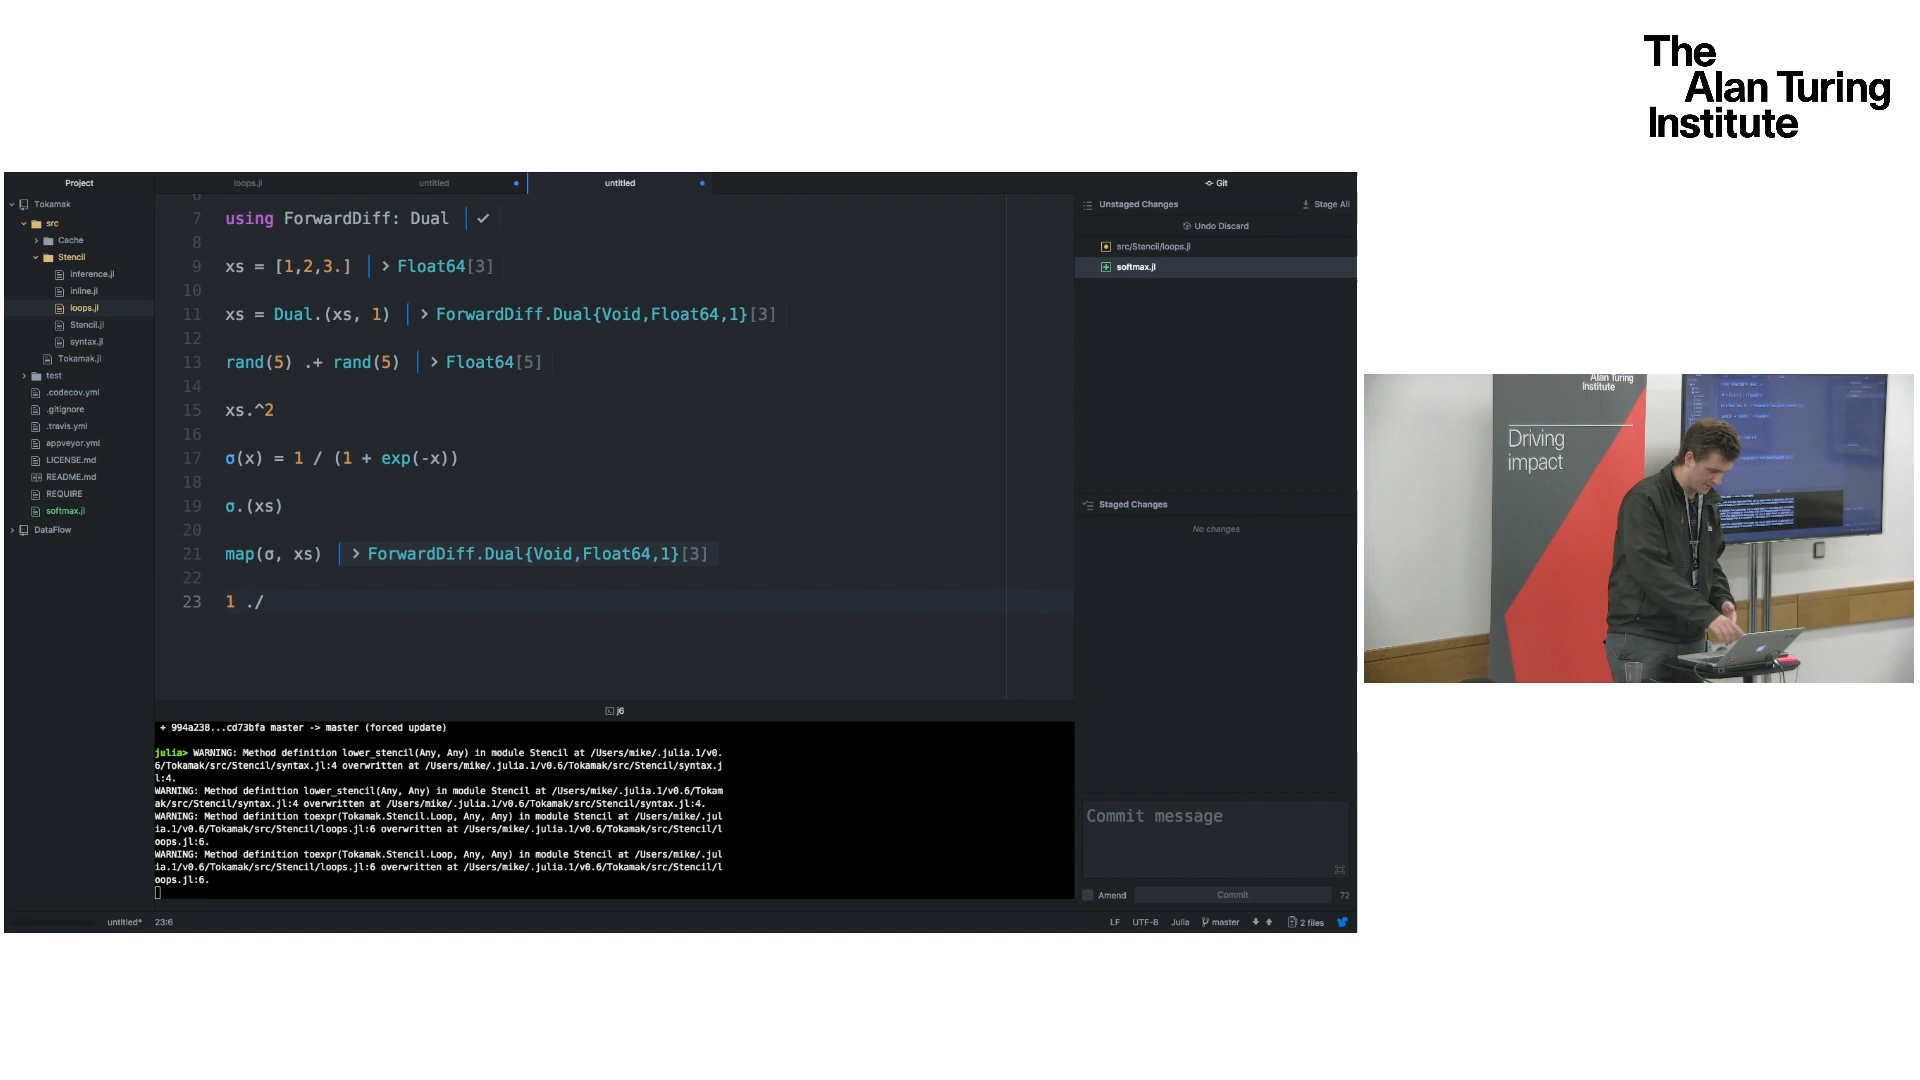 The
Alan Turing
Institute
Project
loops.jl
untitled
untitled
Git
Tokamak
src
Cache
Stencil
inference.jl
inline.jl
loops.jl
Stencil.jl
syntax.jl
Tokamak.jl
test
.codecov.yml
.gitignore
.travis.yml
appveyor.yml
LICENSE.md
README.md
REQUIRE
softmax.jl
DataFlow
6
7 using ForwardDiff: Dual ✓
8
9 xs = [1,2,3.] > Float64[3]
10
11 xs = Dual.(xs, 1) > ForwardDiff.Dual{Void,Float64,1}[3]
12
13 rand(5) .+ rand(5) > Float64[5]
14
15 xs.^2
16
17 σ(x) = 1 / (1 + exp(-x))
18
19 σ.(xs)
20
21 map(σ, xs) > ForwardDiff.Dual{Void,Float64,1}[3]
22
23 1 ./
Unstaged Changes
Stage All
Undo Discard
src/Stencil/loops.jl
softmax.jl
Staged Changes
No changes
Commit message
Amend
Commit
72
j6
+ 994a238...cd73bfa master -> master (forced update)
julia> WARNING: Method definition lower_stencil(Any, Any) in module Stencil at /Users/mike/.julia.1/v0.
6/Tokamak/src/Stencil/syntax.jl:4 overwritten at /Users/mike/.julia.1/v0.6/Tokamak/src/Stencil/syntax.j
l:4.
WARNING: Method definition lower_stencil(Any, Any) in module Stencil at /Users/mike/.julia.1/v0.6/Tokam
ak/src/Stencil/syntax.jl:4 overwritten at /Users/mike/.julia.1/v0.6/Tokamak/src/Stencil/syntax.jl:4.
WARNING: Method definition toexpr(Tokamak.Stencil.Loop, Any, Any) in module Stencil at /Users/mike/.jul
ia.1/v0.6/Tokamak/src/Stencil/loops.jl:6 overwritten at /Users/mike/.julia.1/v0.6/Tokamak/src/Stencil/l
oops.jl:6.
WARNING: Method definition toexpr(Tokamak.Stencil.Loop, Any, Any) in module Stencil at /Users/mike/.jul
ia.1/v0.6/Tokamak/src/Stencil/loops.jl:6 overwritten at /Users/mike/.julia.1/v0.6/Tokamak/src/Stencil/l
oops.jl:6.
untitled*
23:6
LF
UTF-8
Julia
master
2 files
Alan Turing
Institute
Driving
impact